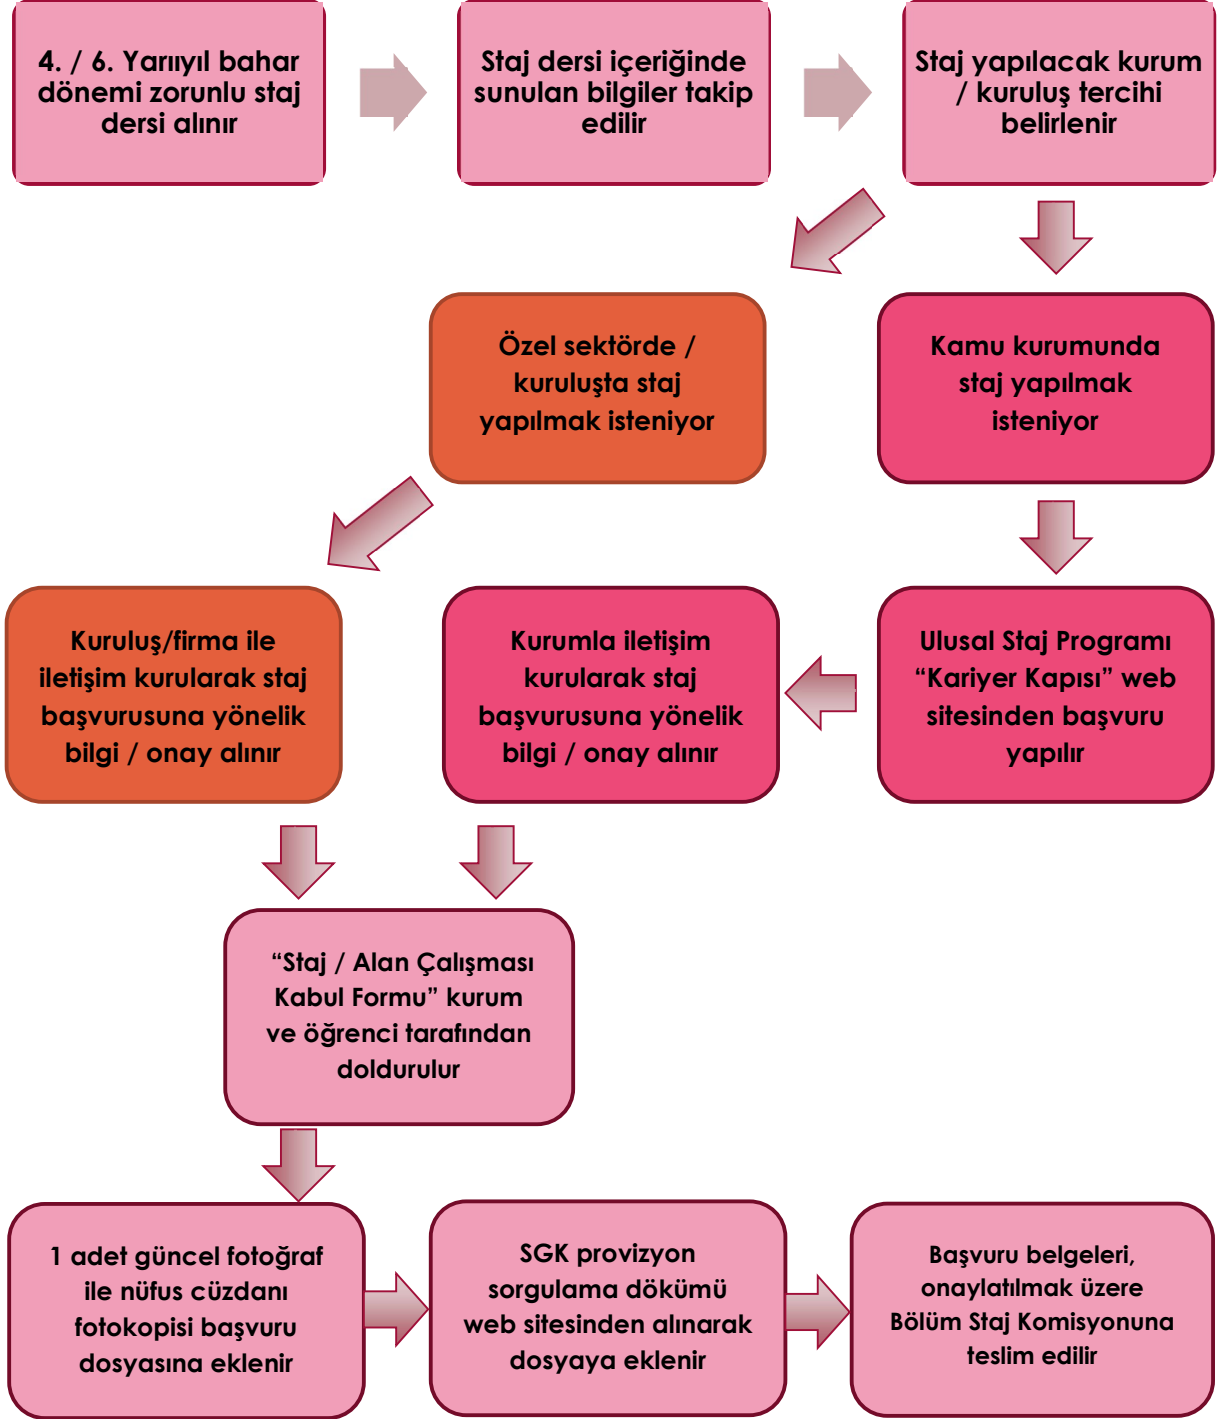 4. / 6. Yarıyıl bahar
dönemi zorunlu staj
dersi alınır
Staj dersi içeriğinde
sunulan bilgiler takip
edilir
Staj yapılacak kurum
/ kuruluş tercihi
belirlenir
Özel sektörde /
kuruluşta staj
yapılmak isteniyor
Kamu kurumunda
staj yapılmak
isteniyor
Kuruluş/firma ile
iletişim kurularak staj
başvurusuna yönelik
bilgi / onay alınır
Kurumla iletişim
kurularak staj
başvurusuna yönelik
bilgi / onay alınır
Ulusal Staj Programı
“Kariyer Kapısı” web
sitesinden başvuru
yapılır
“Staj / Alan Çalışması
Kabul Formu” kurum
ve öğrenci tarafından
doldurulur
1 adet güncel fotoğraf
ile nüfus cüzdanı
fotokopisi başvuru
dosyasına eklenir
SGK provizyon
sorgulama dökümü
web sitesinden alınarak
dosyaya eklenir
Başvuru belgeleri,
onaylatılmak üzere
Bölüm Staj Komisyonuna
teslim edilir